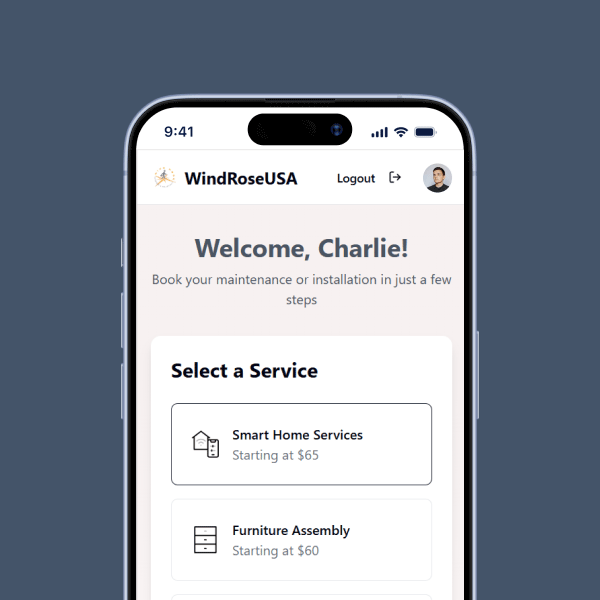 9:41
WindRoseUSA
Logout
Welcome, Charlie!
Book your maintenance or installation in just a few
steps
Select a Service
Smart Home Services
Starting at $65
Furniture Assembly
Starting at $60